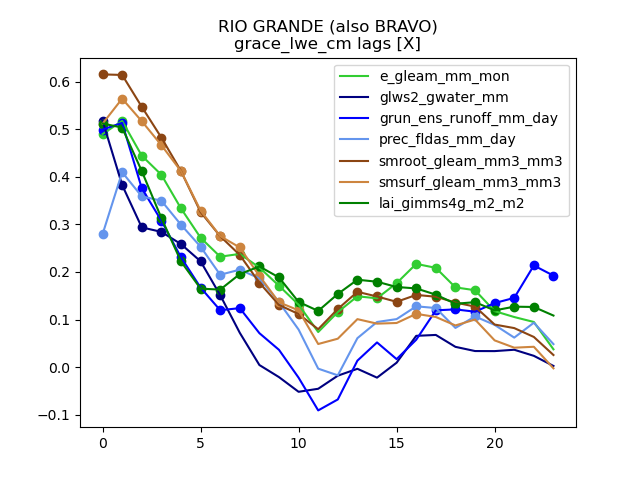 RIO GRANDE (also BRAVO)
grace_lwe_cm lags [X]
e_gleam_mm_mon
glws2_gwater_mm
grun_ens_runoff_mm_day
prec_fldas_mm_day
smroot_gleam_mm3_mm3
smsurf_gleam_mm3_mm3
lai_gimms4g_m2_m2
0.6
0.5
0.4
0.3
0.2
0.1
0.0
−0.1
0 5 10 15 20